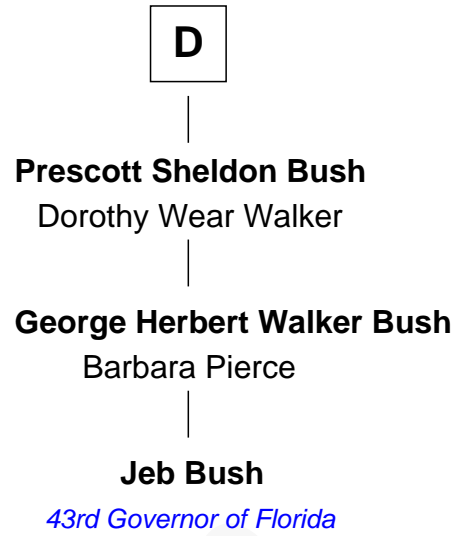 D
Prescott Sheldon Bush
Dorothy Wear Walker
George Herbert Walker Bush
Barbara Pierce
Jeb Bush
43rd Governor of Florida